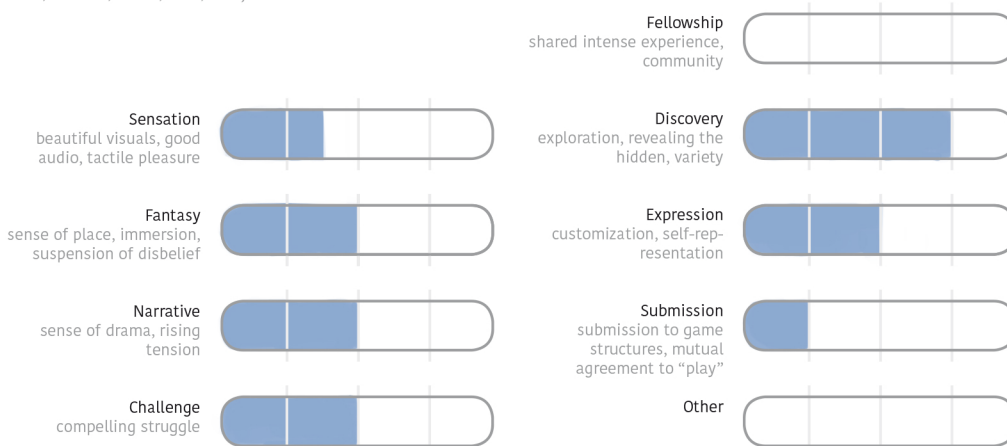 Fellowship
shared intense experience,
community
Sensation
beautiful visuals, good
audio, tactile pleasure
Discovery
exploration, revealing the
hidden, variety
Fantasy
sense of place, immersion,
suspension of disbelief
Expression
customization, self-rep-
resentation
Narrative
sense of drama, rising
tension
Submission
submission to game
structures, mutual
agreement to “play”
Challenge
compelling struggle
Other